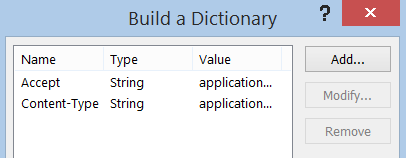 Build a Dictionary
?
Name Type Value
Accept String application...
Content-Type String application...
Add...
Modify...
Remove